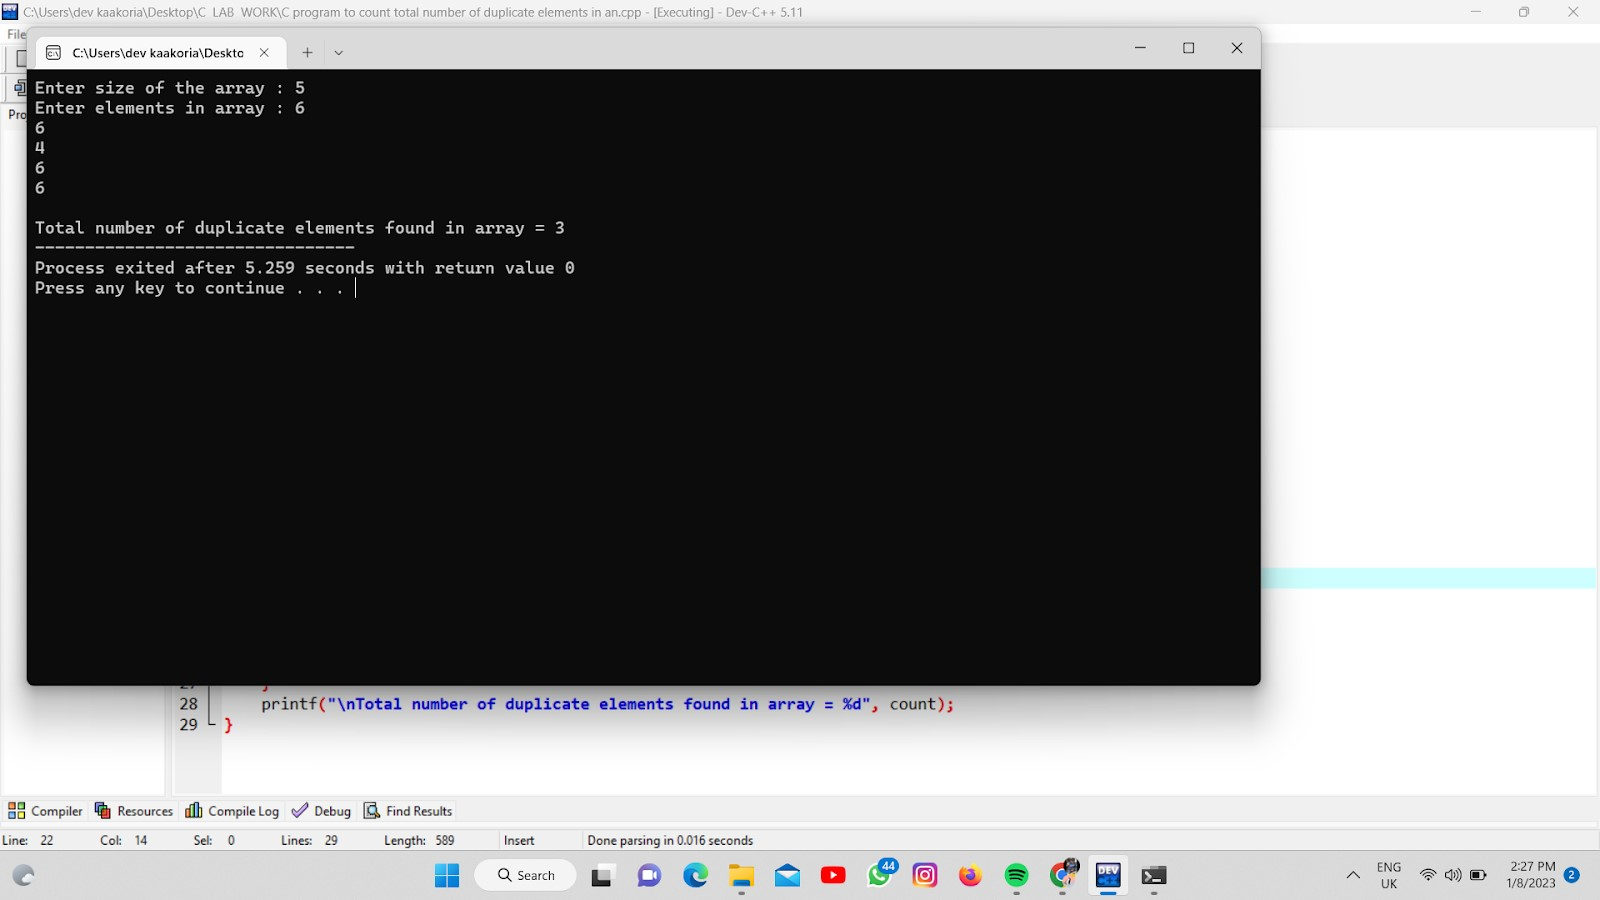 C:\Users\dev kaakoria\Desktop\C LAB WORK\C program to count total number of duplicate elements in an.cpp - [Executing] - Dev-C++ 5.11
File
C:\Users\dev kaakoria\Deskto
Enter size of the array : 5
Enter elements in array : 6
6
4
6
6
Total number of duplicate elements found in array = 3
--------------------------------
Process exited after 5.259 seconds with return value 0
Press any key to continue . . .
28 printf("\nTotal number of duplicate elements found in array = %d", count);
29 }
Compiler Resources Compile Log Debug Find Results
Line: 22 Col: 14 Sel: 0 Lines: 29 Length: 589 Insert Done parsing in 0.016 seconds
Search 44 DEV ENG 2:27 PM
UK 1/8/2023 2